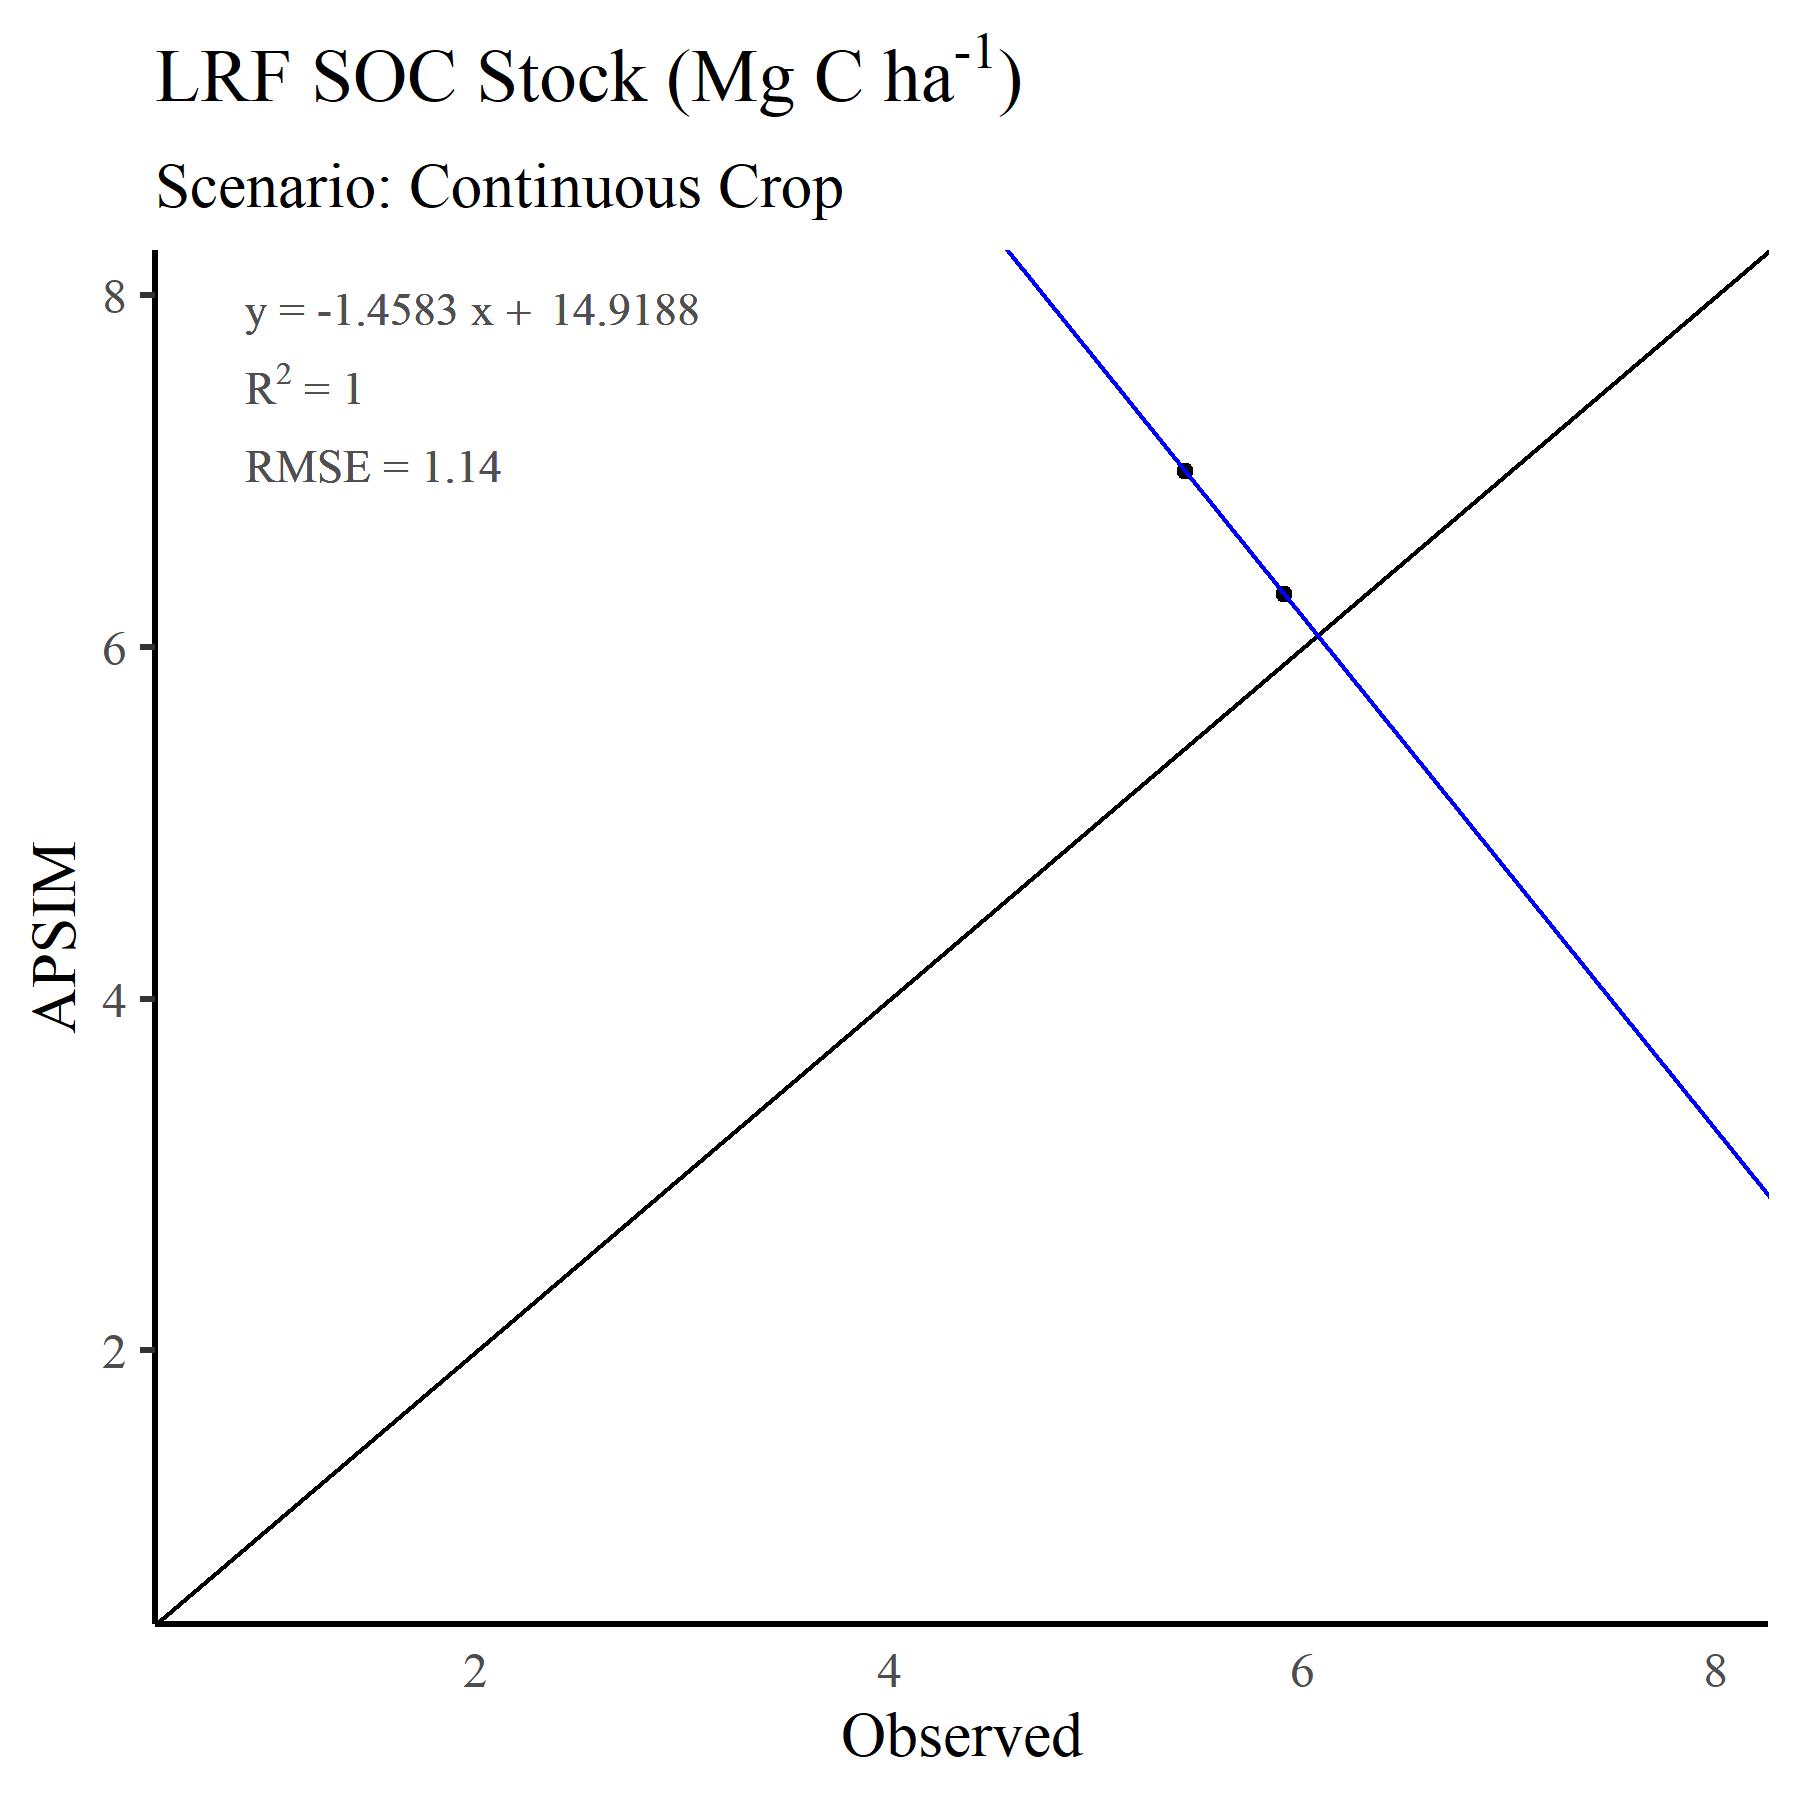 LRF SOC Stock (Mg C ha⁻¹)
Scenario: Continuous Crop
y = -1.4583 x + 14.9188
R² = 1
RMSE = 1.14
8
6
4
2
APSIM
2 4 6 8
Observed